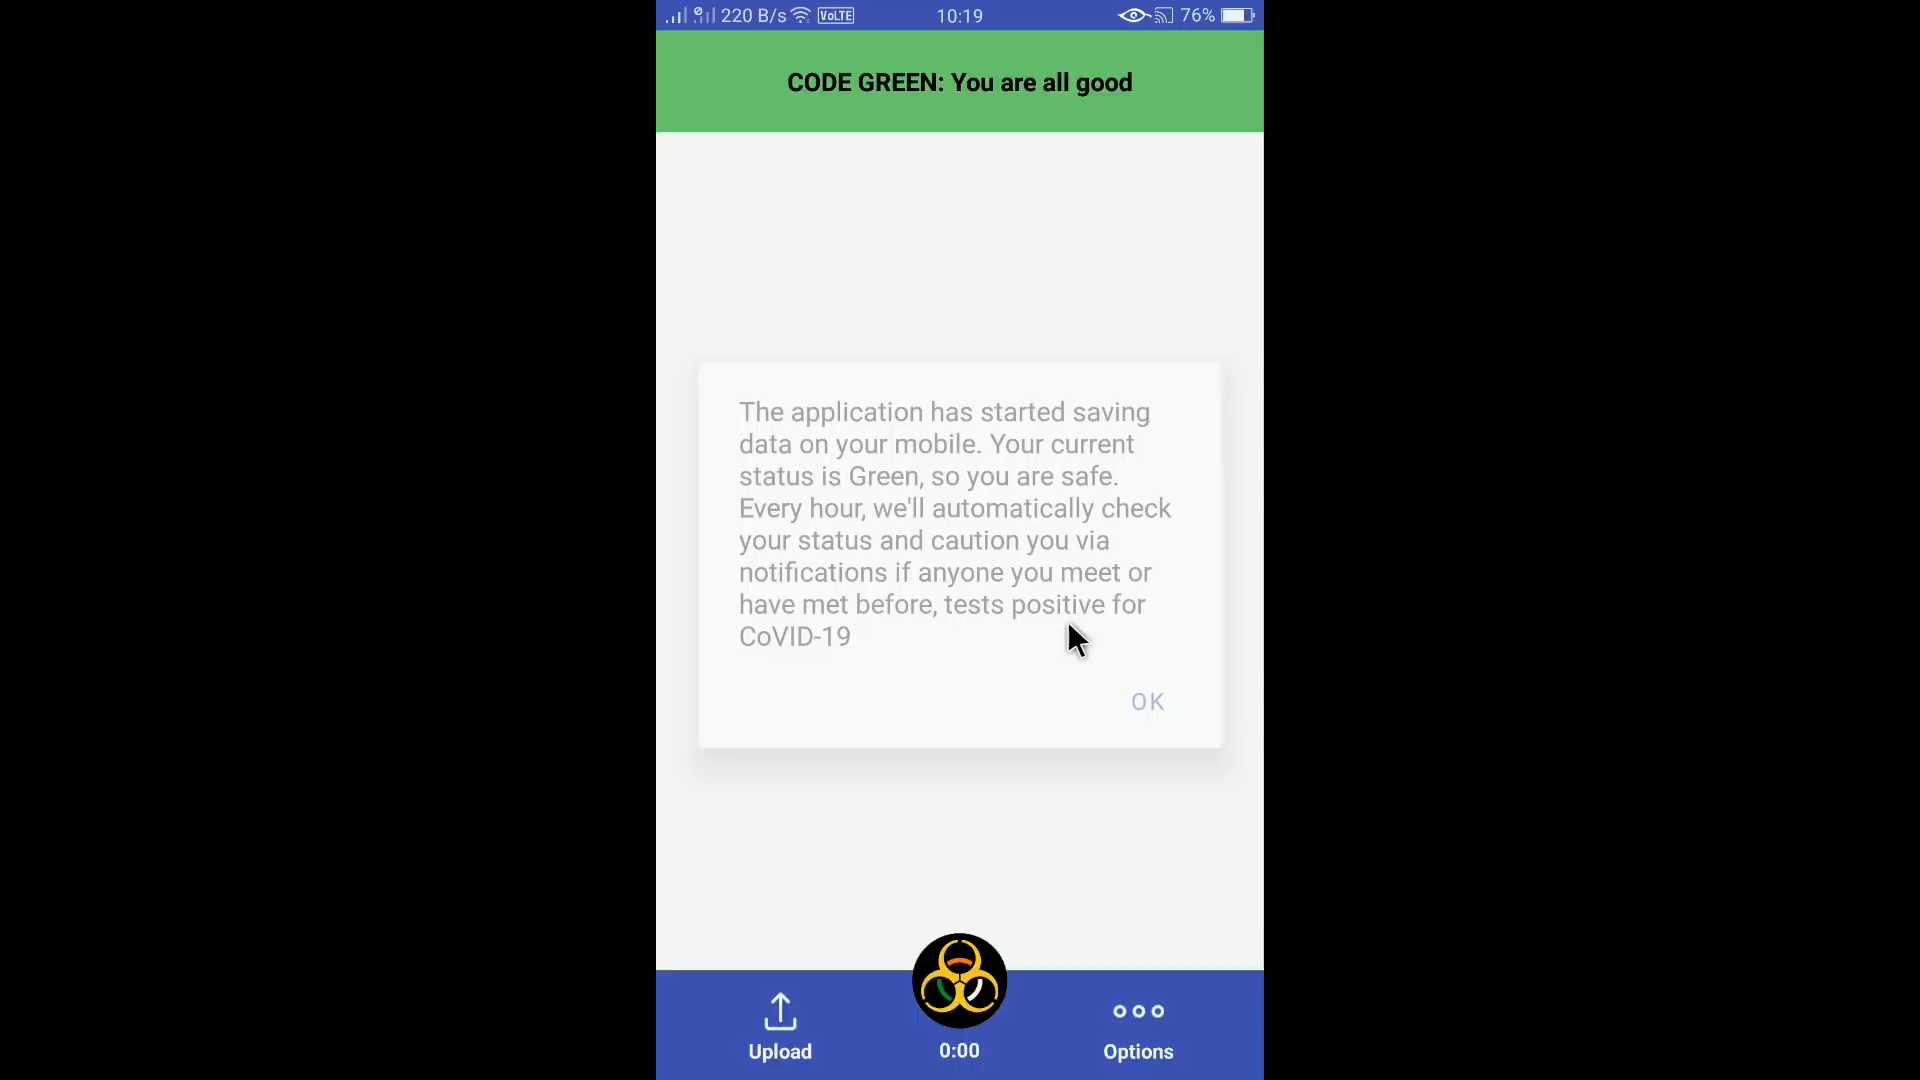 220 B/s VoLTE 10:19 76%
CODE GREEN: You are all good
The application has started saving
data on your mobile. Your current
status is Green, so you are safe.
Every hour, we'll automatically check
your status and caution you via
notifications if anyone you meet or
have met before, tests positive for
CoVID-19
OK
Upload 0:00 Options